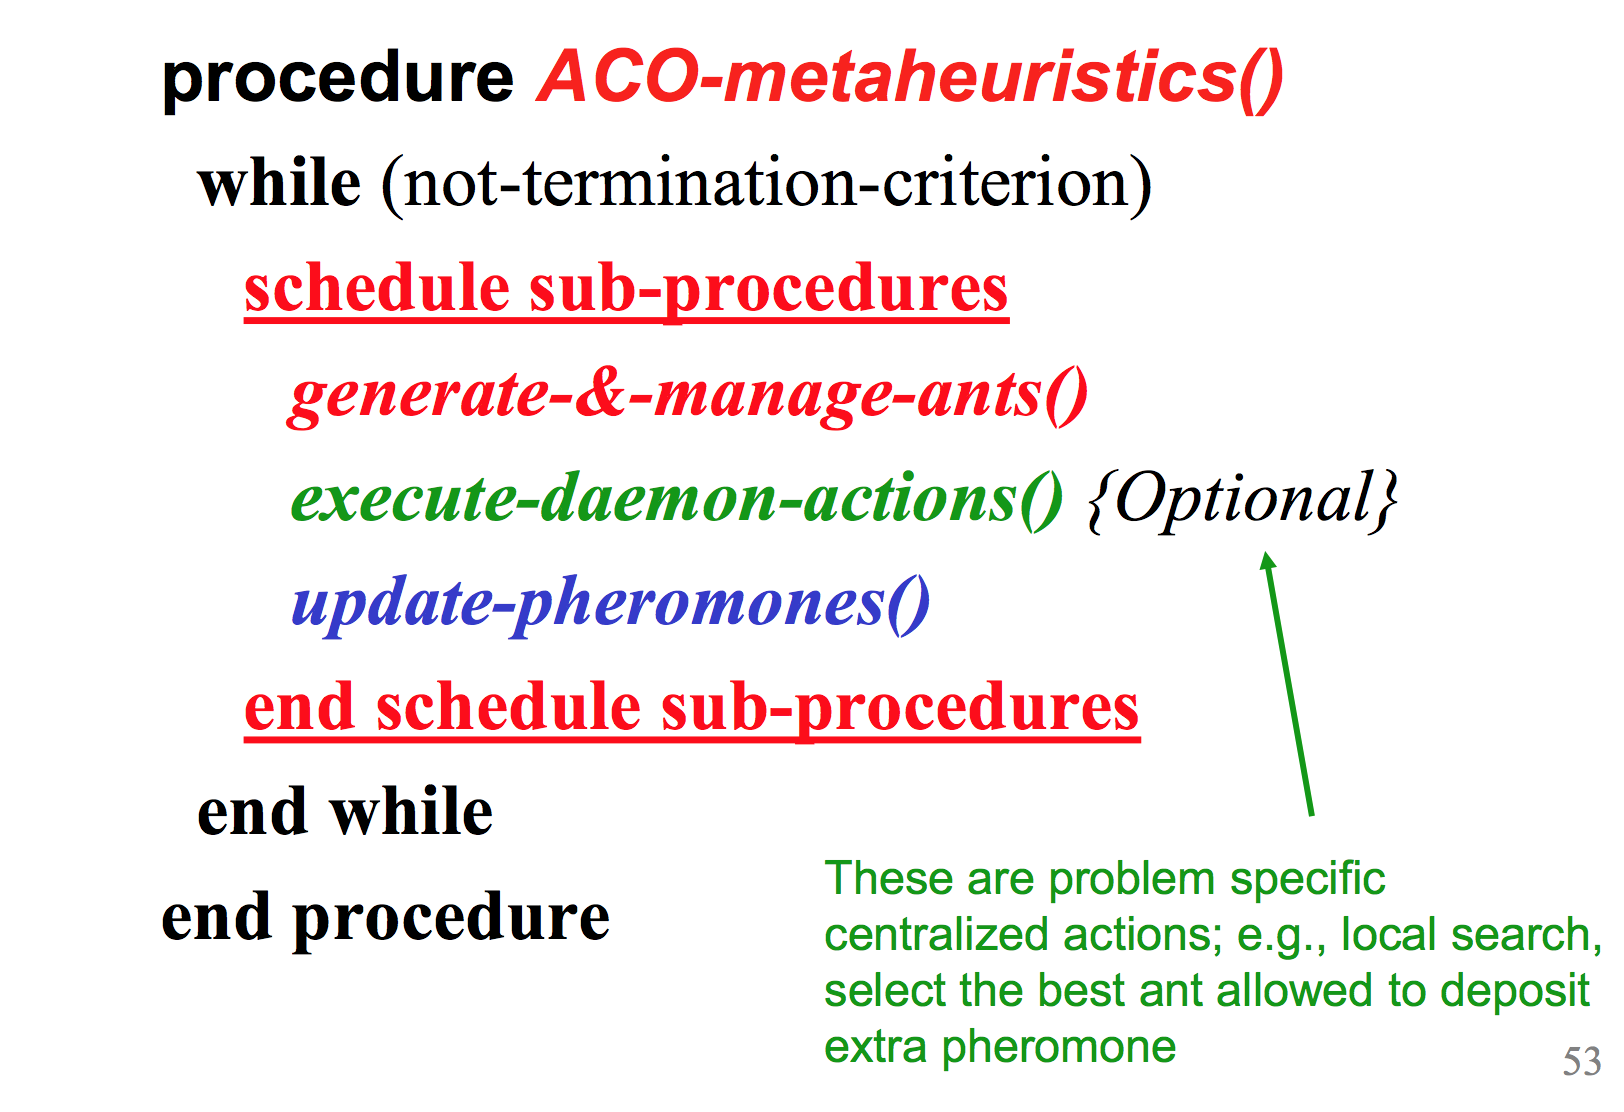 procedure ACO-metaheuristics()
while (not-termination-criterion)
schedule sub-procedures
generate-&-manage-ants()
execute-daemon-actions() {Optional}
update-pheromones()
end schedule sub-procedures
end while
end procedure
These are problem specific
centralized actions; e.g., local search,
select the best ant allowed to deposit
extra pheromone
53